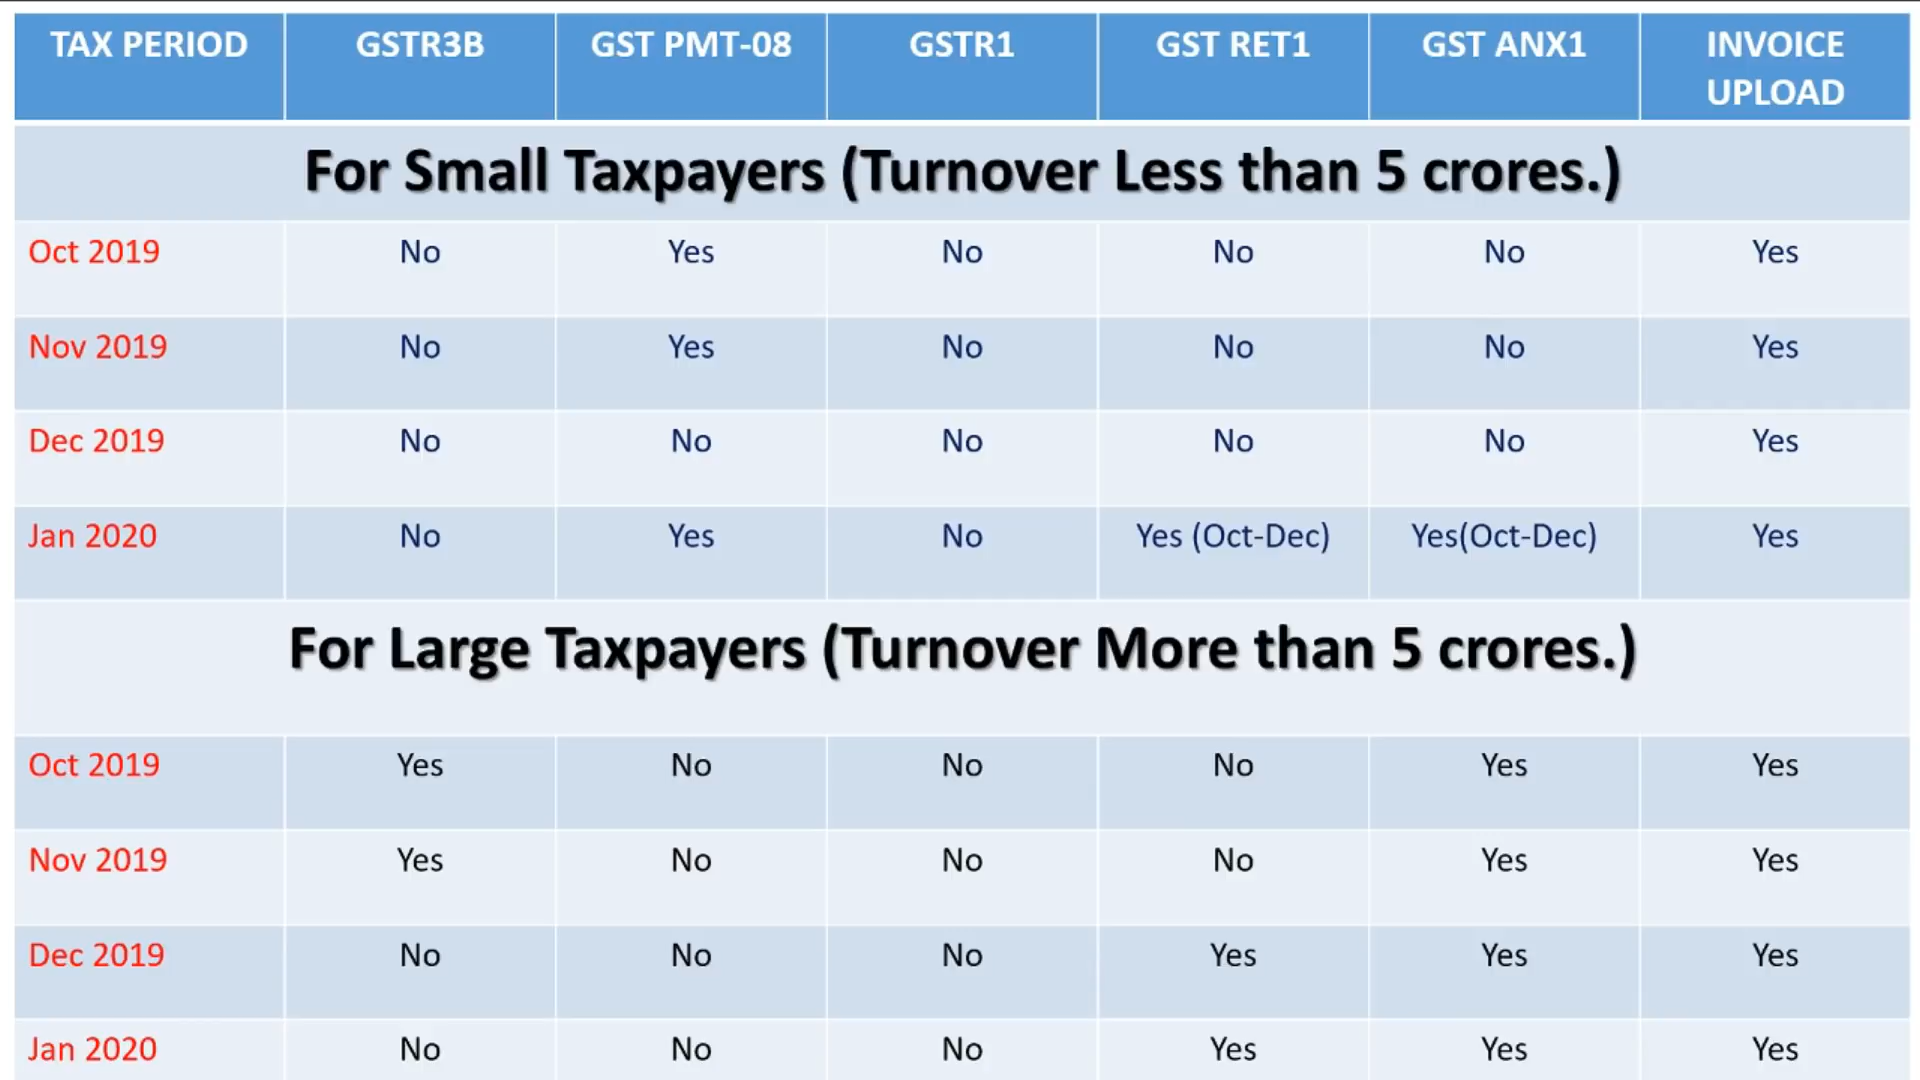 TAX PERIOD GSTR3B GST PMT-08 GSTR1 GST RET1 GST ANX1 INVOICE UPLOAD
For Small Taxpayers (Turnover Less than 5 crores.)
Oct 2019 No Yes No No No Yes
Nov 2019 No Yes No No No Yes
Dec 2019 No No No No No Yes
Jan 2020 No Yes No Yes (Oct-Dec) Yes(Oct-Dec) Yes
For Large Taxpayers (Turnover More than 5 crores.)
Oct 2019 Yes No No No Yes Yes
Nov 2019 Yes No No No Yes Yes
Dec 2019 No No No Yes Yes Yes
Jan 2020 No No No Yes Yes Yes